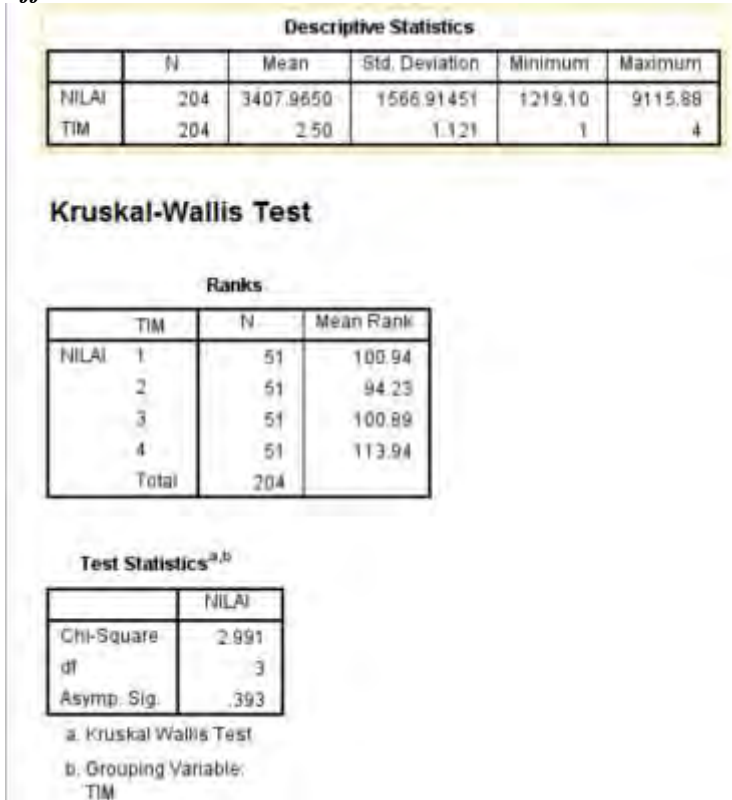 Descriptive Statistics
N Mean Std. Deviation Minimum Maximum
NILAI 204 3407.9650 1566.91451 1219.10 9115.88
TIM 204 2.50 1.121 1 4
Kruskal-Wallis Test
Ranks
TIM N Mean Rank
NILAI 1 51 100.94
2 51 94.23
3 51 100.89
4 51 113.94
Total 204
Test Statistics a,b
NILAI
Chi-Square 2.991
df 3
Asymp. Sig. .393
a. Kruskal Wallis Test
b. Grouping Variable:
TIM